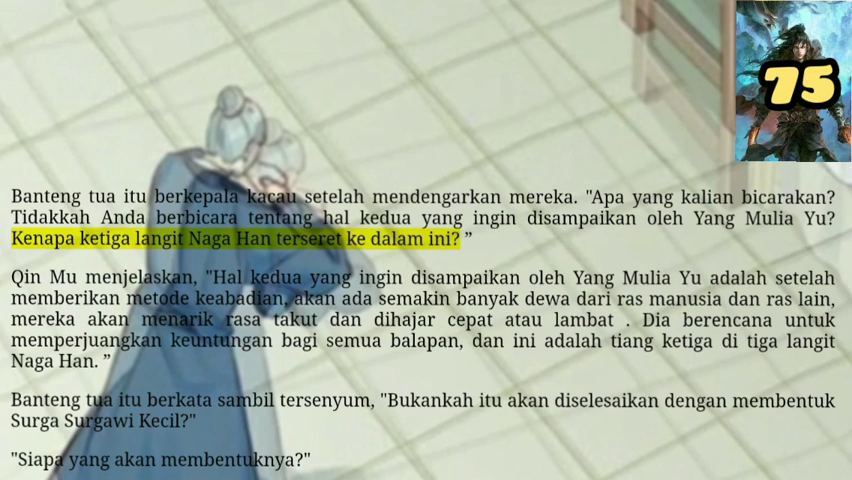 75
Banteng tua itu berkepala kacau setelah mendengarkan mereka. "Apa yang kalian bicarakan?
Tidakkah Anda berbicara tentang hal kedua yang ingin disampaikan oleh Yang Mulia Yu?
Kenapa ketiga langit Naga Han terseret ke dalam ini? ”
Qin Mu menjelaskan, "Hal kedua yang ingin disampaikan oleh Yang Mulia Yu adalah setelah
memberikan metode keabadian, akan ada semakin banyak dewa dari ras manusia dan ras lain,
mereka akan menarik rasa takut dan dihajar cepat atau lambat . Dia berencana untuk
memperjuangkan keuntungan bagi semua balapan, dan ini adalah tiang ketiga di tiga langit
Naga Han. ”
Banteng tua itu berkata sambil tersenyum, "Bukankah itu akan diselesaikan dengan membentuk
Surga Surgawi Kecil?"
"Siapa yang akan membentuknya?"